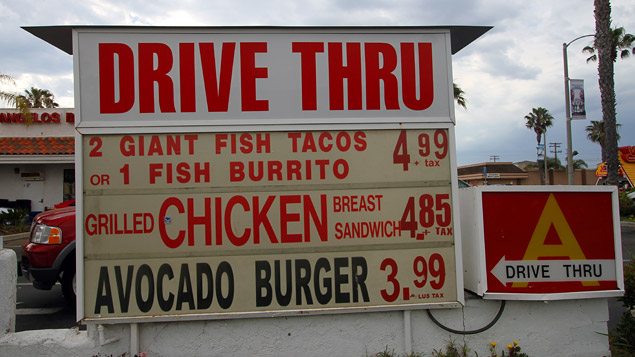 DRIVE THRU
2 GIANT FISH TACOS 4.99
OR 1 FISH BURRITO + TAX
GRILLED CHICKEN BREAST SANDWICH 4.85 + TAX
AVOCADO BURGER 3.99
PLUS TAX
A
DRIVE THRU